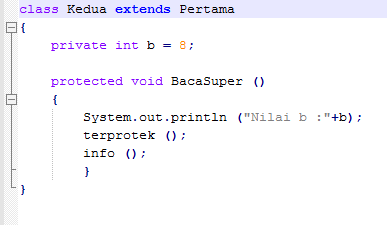 class Kedua extends Pertama
{
private int b = 8;
protected void BacaSuper ()
{
System.out.println ("Nilai b :"+b);
terprotek ();
info ();
}
}